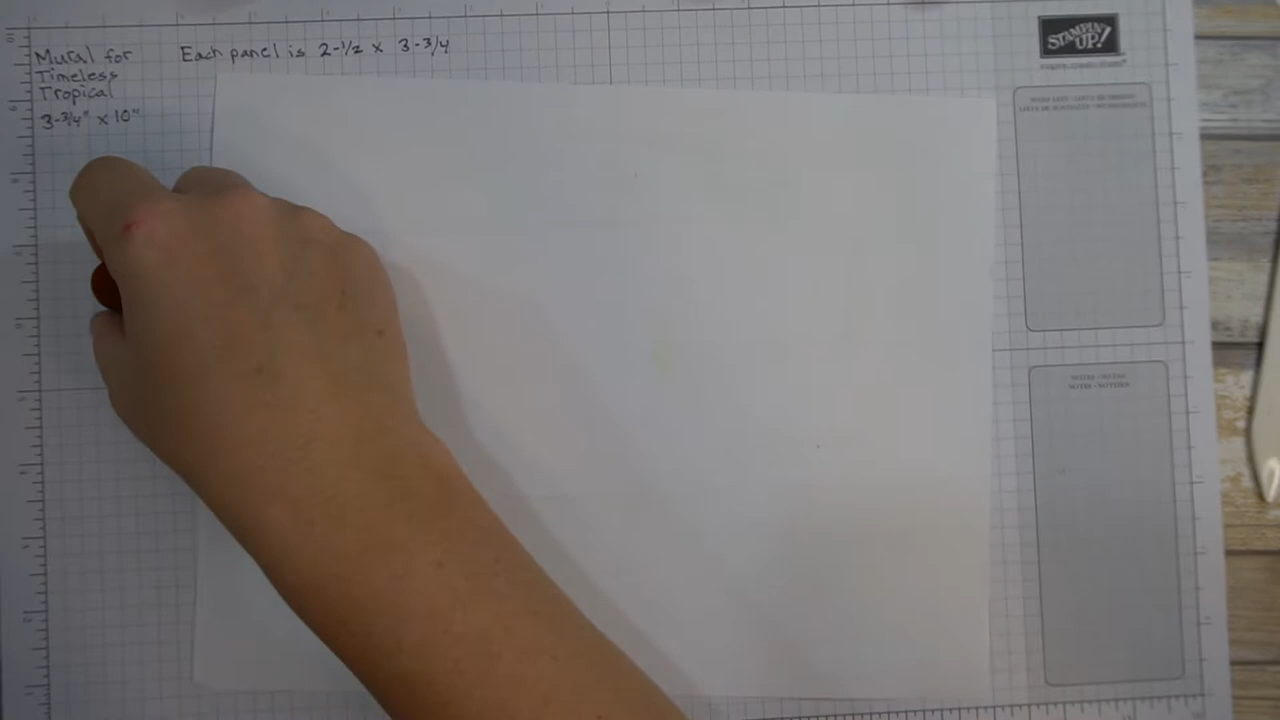 Mural for
Timeless
Tropical
3-3/4" x 10"
Each panel is 2-1/2 x 3-3/4
STAMPIN' UP!